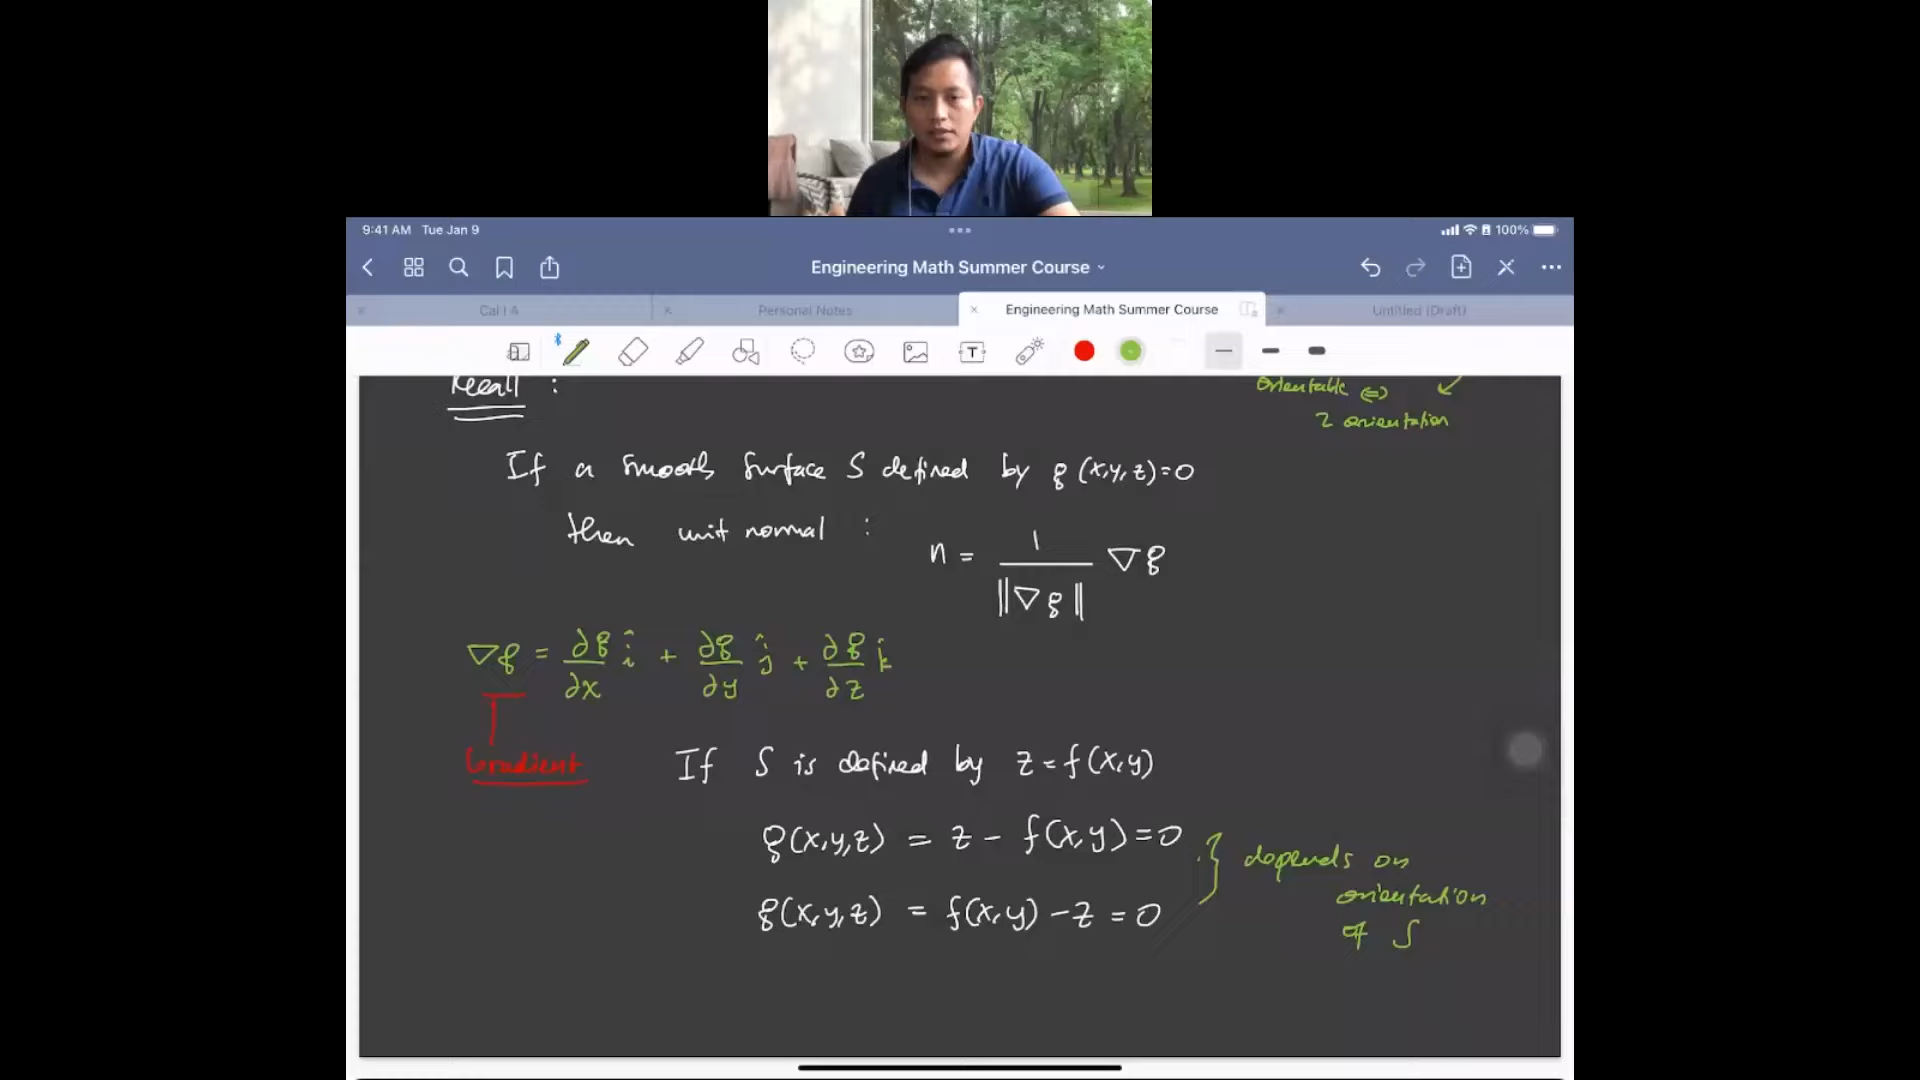 9:41 AM Tue Jan 9
100%
Engineering Math Summer Course
Cal I A
Personal Notes
Engineering Math Summer Course
Untitled (Draft)
T
Recall :
Orientable ⇔ ↙
2 orientation
If a smooth surface S defined by g(x,y,z)=0
then unit normal :
n = 1/‖∇g‖ ∇g
∇g = ∂g/∂x î + ∂g/∂y ĵ + ∂g/∂z k̂
Gradient
If S is defined by z = f(x,y)
g(x,y,z) = z - f(x,y) = 0
g(x,y,z) = f(x,y) - z = 0
depends on
orientation
of S